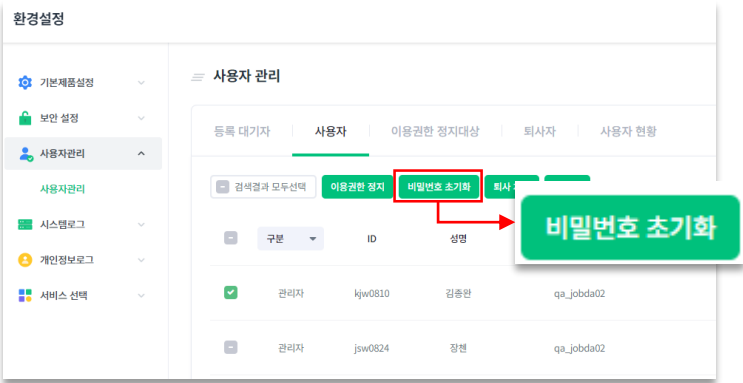 환경설정
기본제품설정
보안 설정
사용자관리
사용자관리
시스템로그
개인정보로그
서비스 선택
사용자 관리
등록 대기자 사용자 이용권한 정지대상 퇴사자 사용자 현황
검색결과 모두선택 이용권한 정지 비밀번호 초기화 퇴사
비밀번호 초기화
구분 ID 성명
관리자 kjw0810 김종완 qa_jobda02
관리자 jsw0824 장첸 qa_jobda02